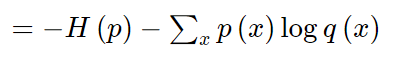 = −H (p) − ∑ₓ p (x) log q (x)